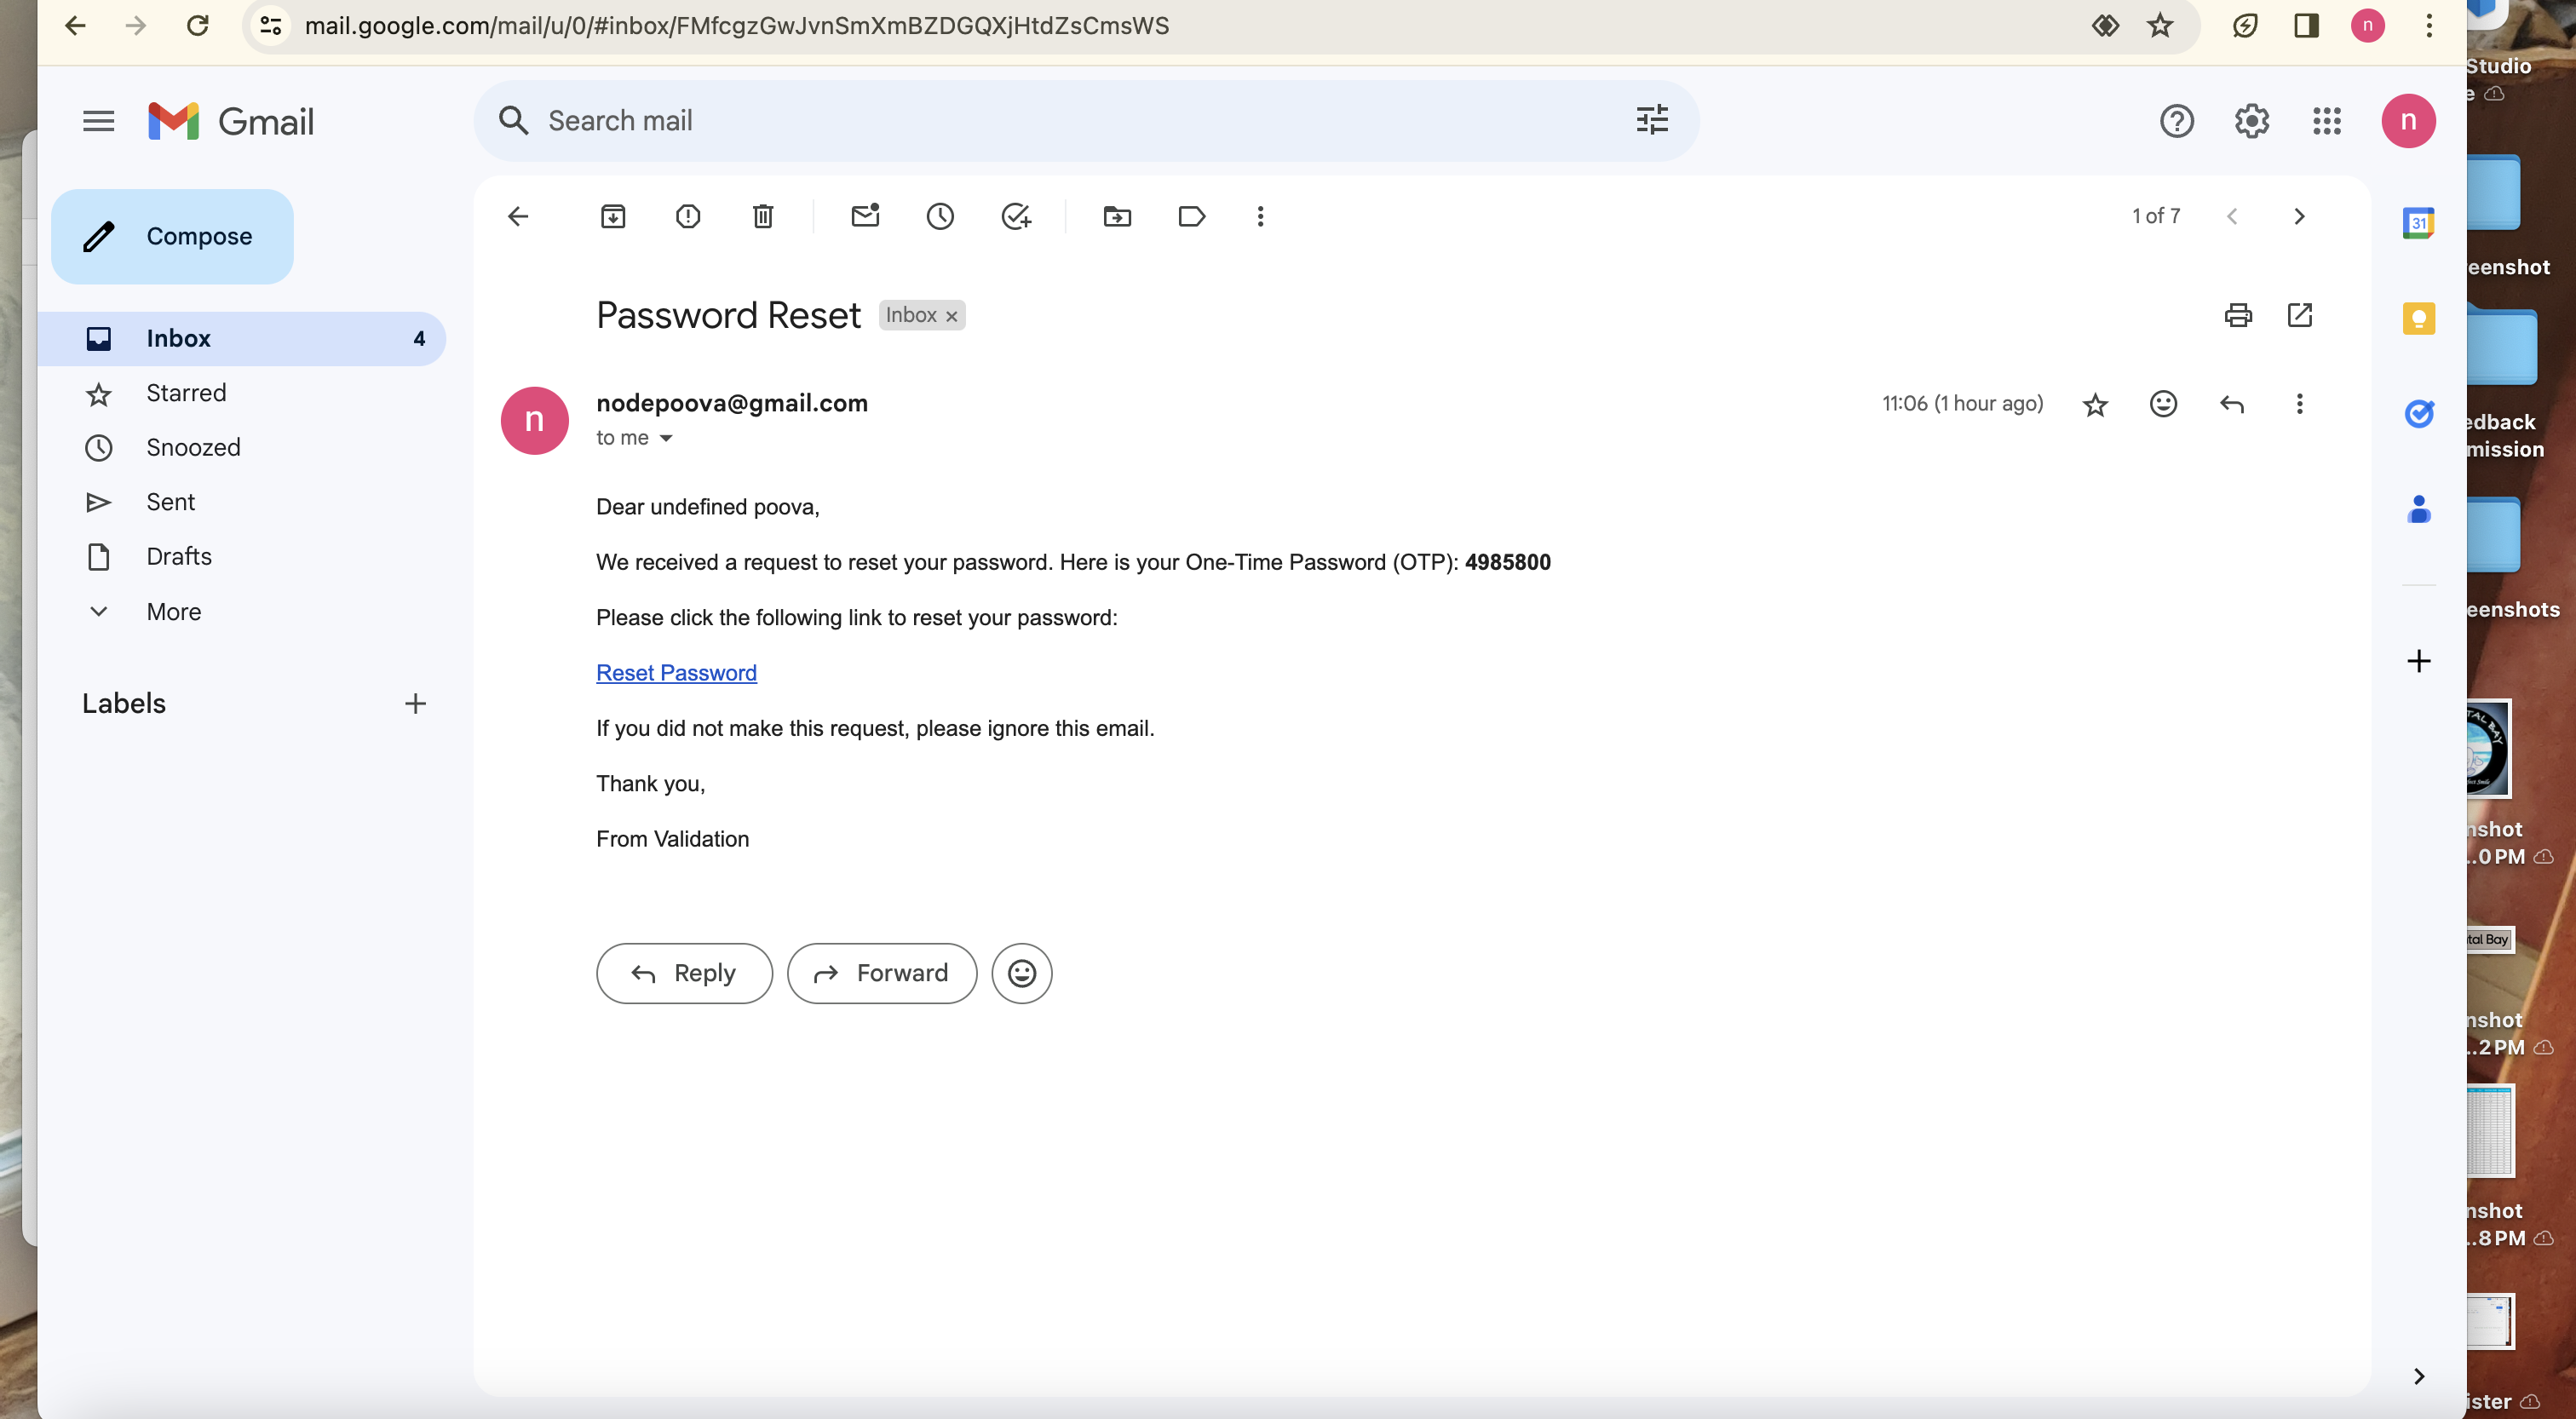 mail.google.com/mail/u/0/#inbox/FMfcgzGwJvnSmXmBZDGQXjHtdZsCmsWS
n
Gmail
Search mail
n
Compose
1 of 7
31
Inbox 4
Starred
Snoozed
Sent
Drafts
More
Labels
Password Reset
Inbox ×
n
nodepoova@gmail.com
11:06 (1 hour ago)
to me
Dear undefined poova,
We received a request to reset your password. Here is your One-Time Password (OTP): 4985800
Please click the following link to reset your password:
Reset Password
If you did not make this request, please ignore this email.
Thank you,
From Validation
Reply
Forward
Studio
e
eenshot
edback
mission
eenshots
TAL BAY
nshot
..0 PM
tal Bay
nshot
..2 PM
nshot
..8 PM
ister